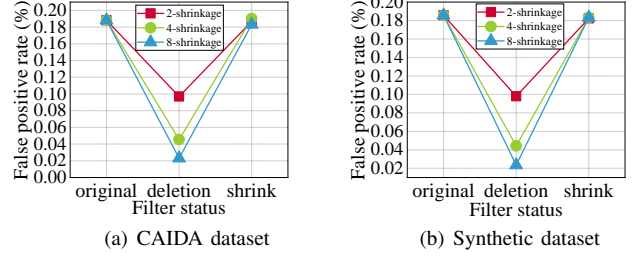 False positive rate (%)
0.20
0.18
0.16
0.14
0.12
0.10
0.08
0.06
0.04
0.02
0.00
2-shrinkage
4-shrinkage
8-shrinkage
original deletion shrink
Filter status
(a) CAIDA dataset
False positive rate (%)
0.20
0.18
0.16
0.14
0.12
0.10
0.08
0.06
0.04
0.02
2-shrinkage
4-shrinkage
8-shrinkage
original deletion shrink
Filter status
(b) Synthetic dataset